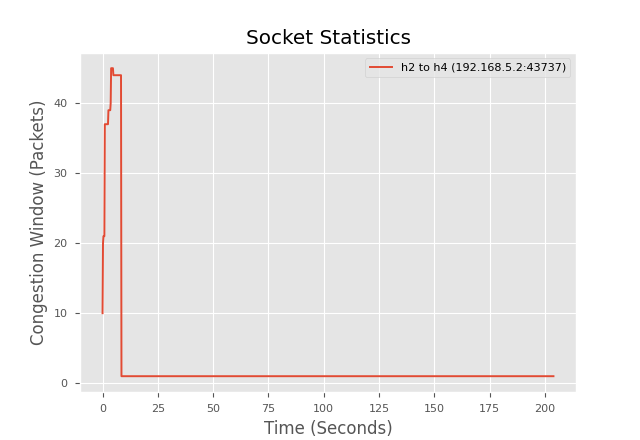 Socket Statistics
h2 to h4 (192.168.5.2:43737)
Congestion Window (Packets)
40
30
20
10
0
0 25 50 75 100 125 150 175 200
Time (Seconds)